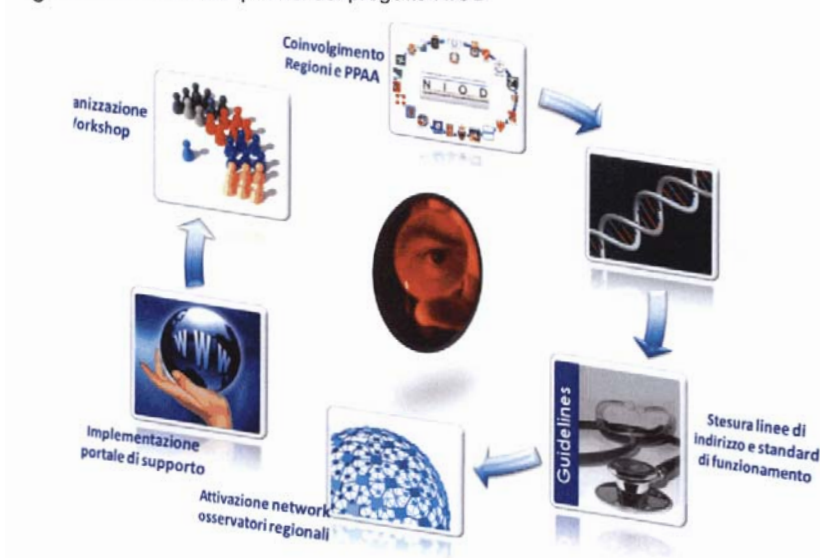 Coinvolgimento
Regioni e PPAA
N I O D
anizzazione
Workshop
WWW
Guidelines
Stesura linee di
indirizzo e standard
di funzionamento
Implementazione
portale di supporto
Attivazione network
osservatori regionali